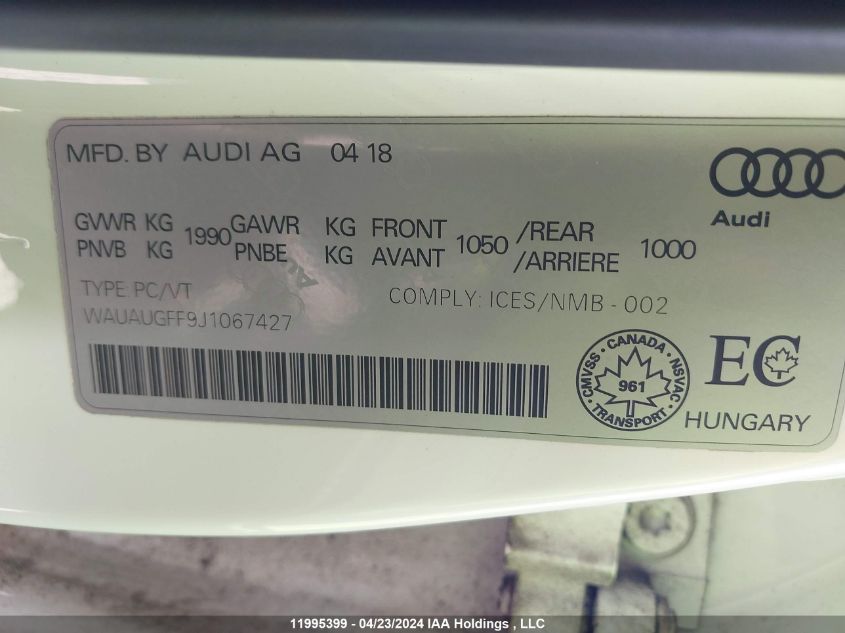 MFD. BY AUDI AG 04 18
Audi
GVWR KG 1990 GAWR KG FRONT 1050 /REAR 1000
PNVB KG PNBE KG AVANT /ARRIERE
TYPE: PC/VT COMPLY: ICES/NMB - 002
WAUAUGFF9J1067427
CMVSS - CANADA - NSVAC
961
TRANSPORT
EC
HUNGARY
11995399 - 04/23/2024 IAA Holdings , LLC